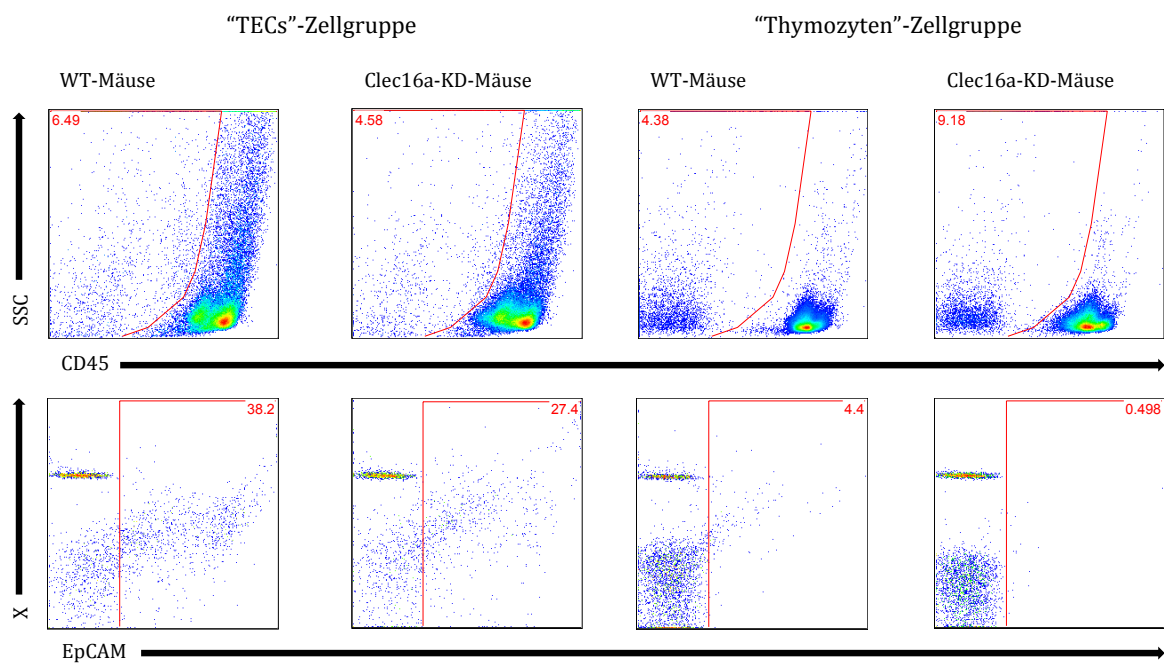 “TECs”-Zellgruppe “Thymozyten”-Zellgruppe
WT-Mäuse Clec16a-KD-Mäuse WT-Mäuse Clec16a-KD-Mäuse
6.49 4.58 4.38 9.18
SSC
CD45
38.2 27.4 4.4 0.498
X
EpCAM